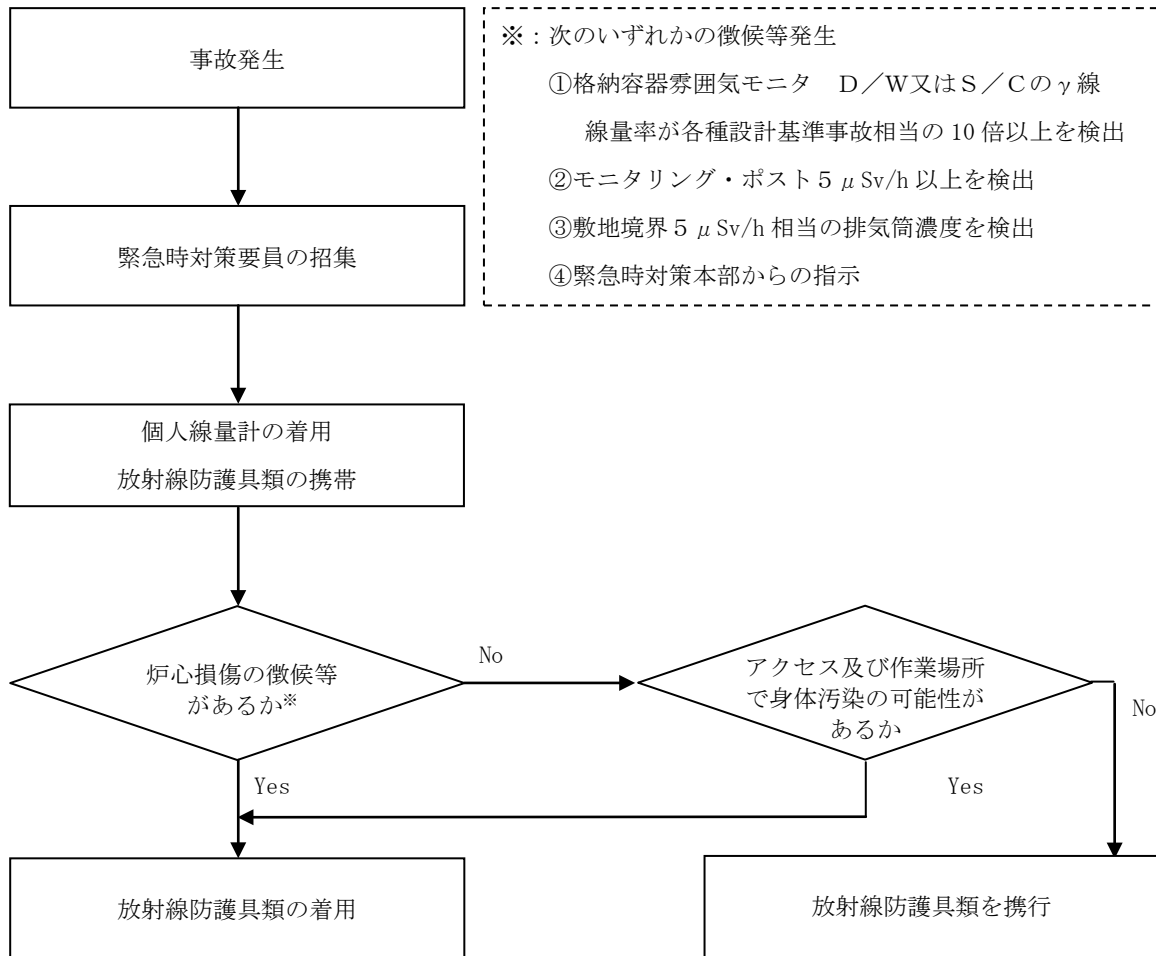 事故発生
※：次のいずれかの徴候等発生
①格納容器雰囲気モニタ　Ｄ／Ｗ又はＳ／Ｃのγ線
線量率が各種設計基準事故相当の 10 倍以上を検出
②モニタリング・ポスト５μSv/h 以上を検出
③敷地境界５μSv/h 相当の排気筒濃度を検出
④緊急時対策本部からの指示
緊急時対策要員の招集
個人線量計の着用
放射線防護具類の携帯
炉心損傷の徴候等
があるか※
No
アクセス及び作業場所
で身体汚染の可能性が
あるか
No
Yes
Yes
放射線防護具類の着用
放射線防護具類を携行